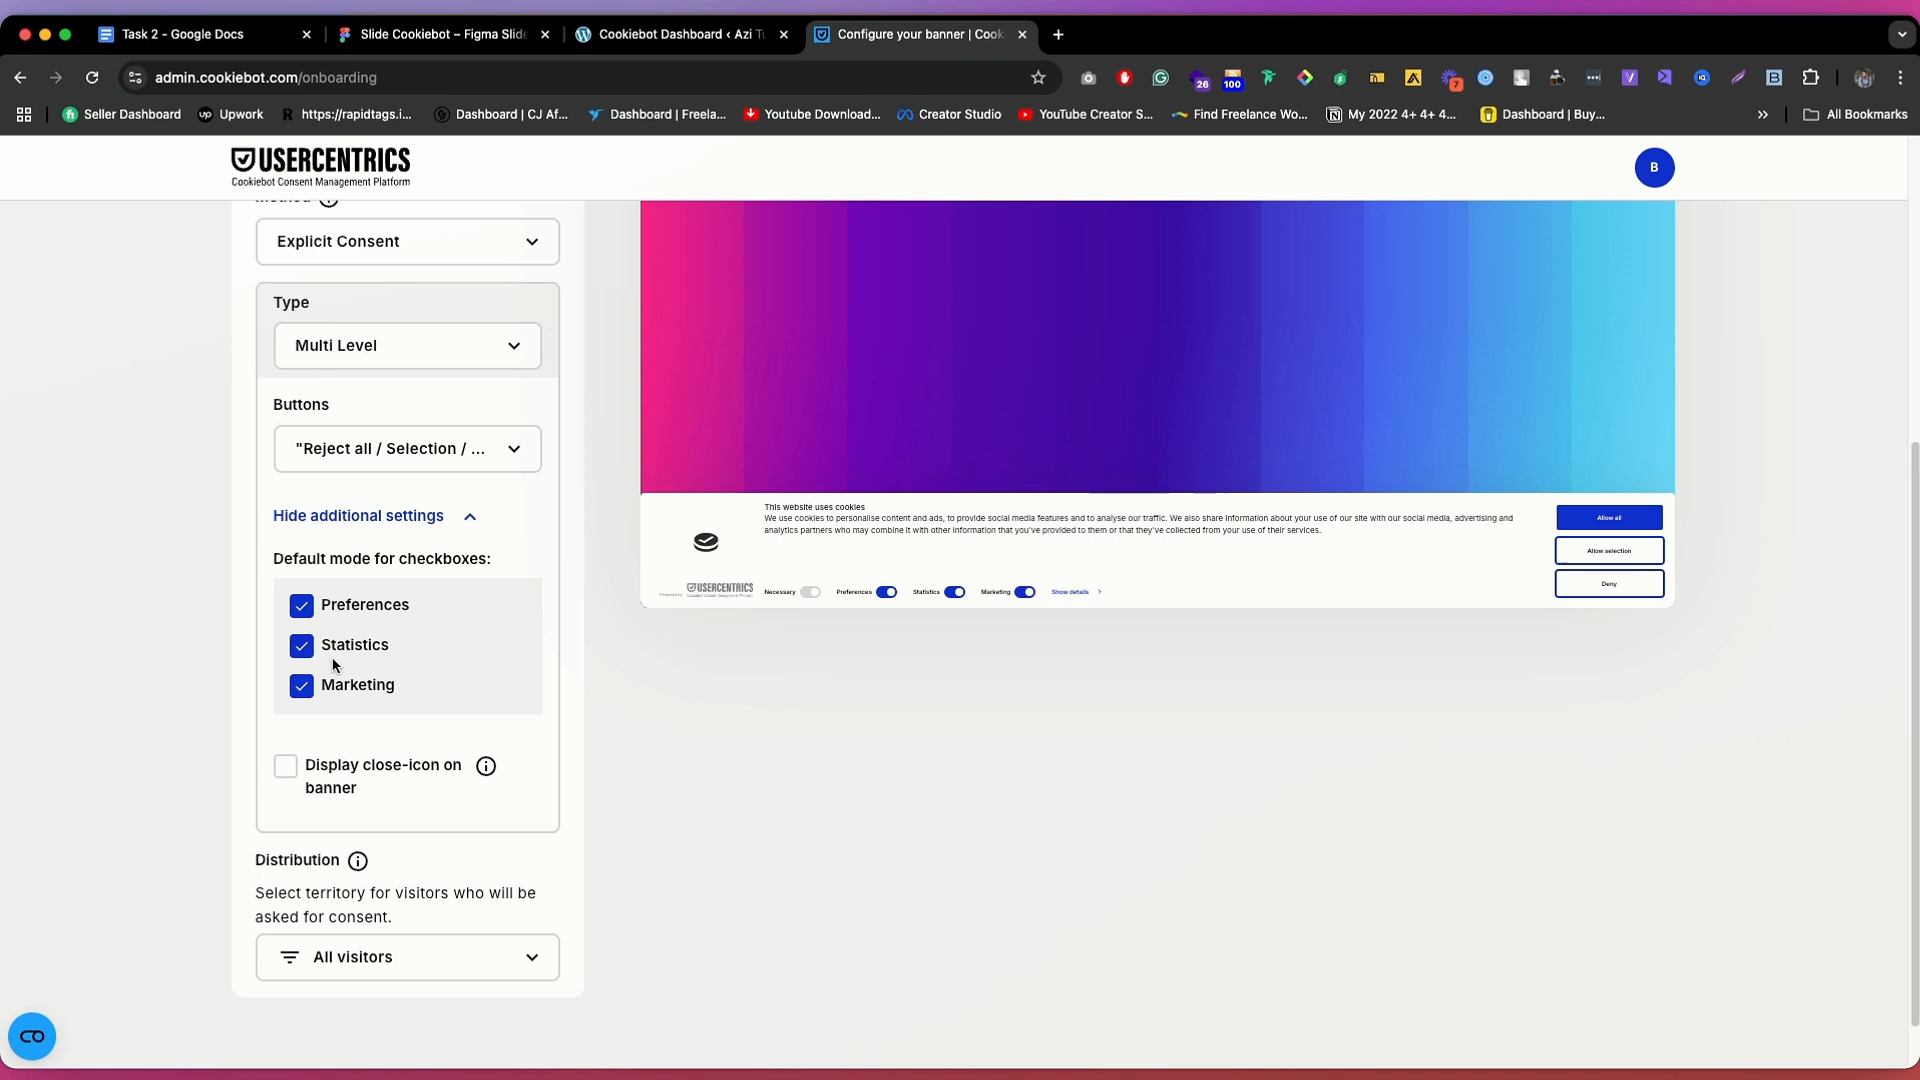 Task 2 - Google Docs
Slide Cookiebot – Figma Slide
Cookiebot Dashboard ‹ Azi Tu
Configure your banner | Cook
admin.cookiebot.com/onboarding
26
100
7
Seller Dashboard
Upwork
https://rapidtags.i...
Dashboard | CJ Af...
Dashboard | Freela...
Youtube Download...
Creator Studio
YouTube Creator S...
Find Freelance Wo...
My 2022 4+ 4+ 4...
Dashboard | Buy...
All Bookmarks
USERCENTRICS
Cookiebot Consent Management Platform
B
Method
Explicit Consent
Type
Multi Level
Buttons
"Reject all / Selection / ...
Hide additional settings
Default mode for checkboxes:
Preferences
Statistics
Marketing
Display close-icon on
banner
Distribution
Select territory for visitors who will be
asked for consent.
All visitors
This website uses cookies
We use cookies to personalise content and ads, to provide social media features and to analyse our traffic. We also share information about your use of our site with our social media, advertising and
analytics partners who may combine it with other information that you've provided to them or that they've collected from your use of their services.
Powered by
USERCENTRICS
Necessary
Preferences
Statistics
Marketing
Show details
Allow all
Allow selection
Deny